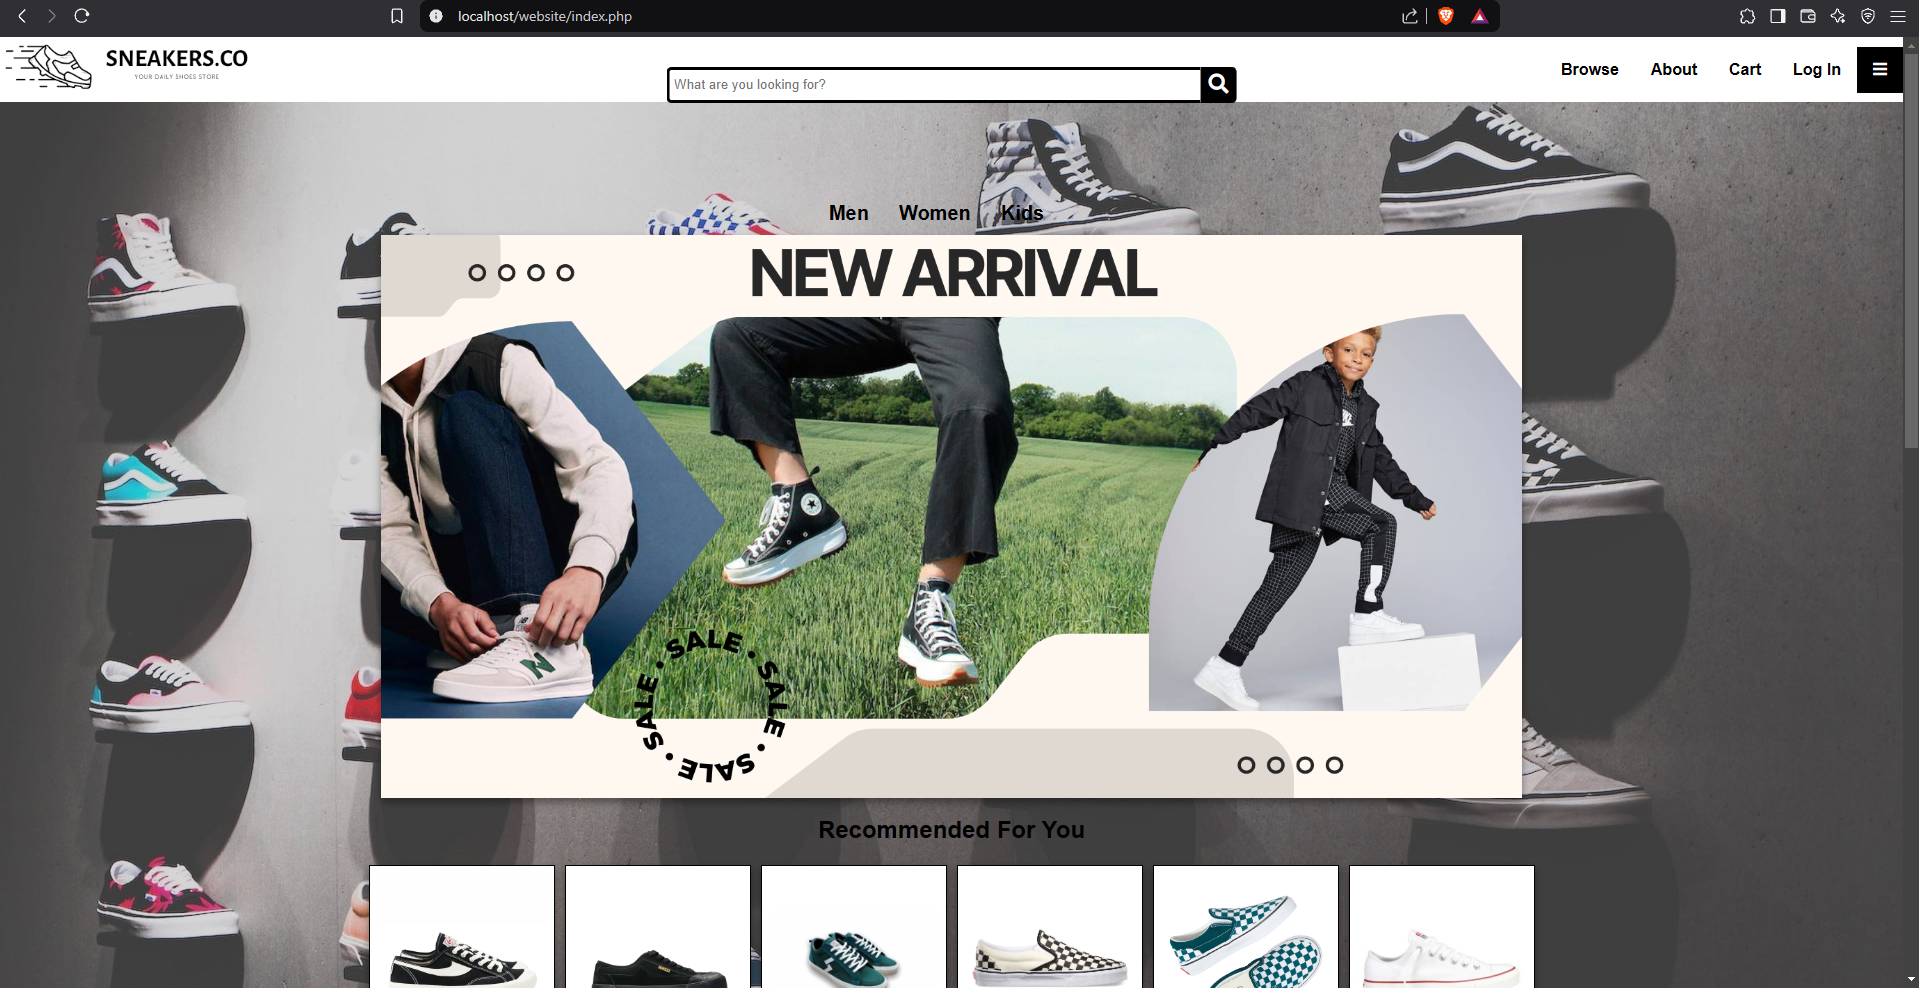 localhost/website/index.php
SNEAKERS.CO
YOUR DAILY SHOES STORE
What are you looking for?
Browse About Cart Log In
Men Women Kids
NEW ARRIVAL
SALE • SALE • SALE • SALE •
N
Recommended For You